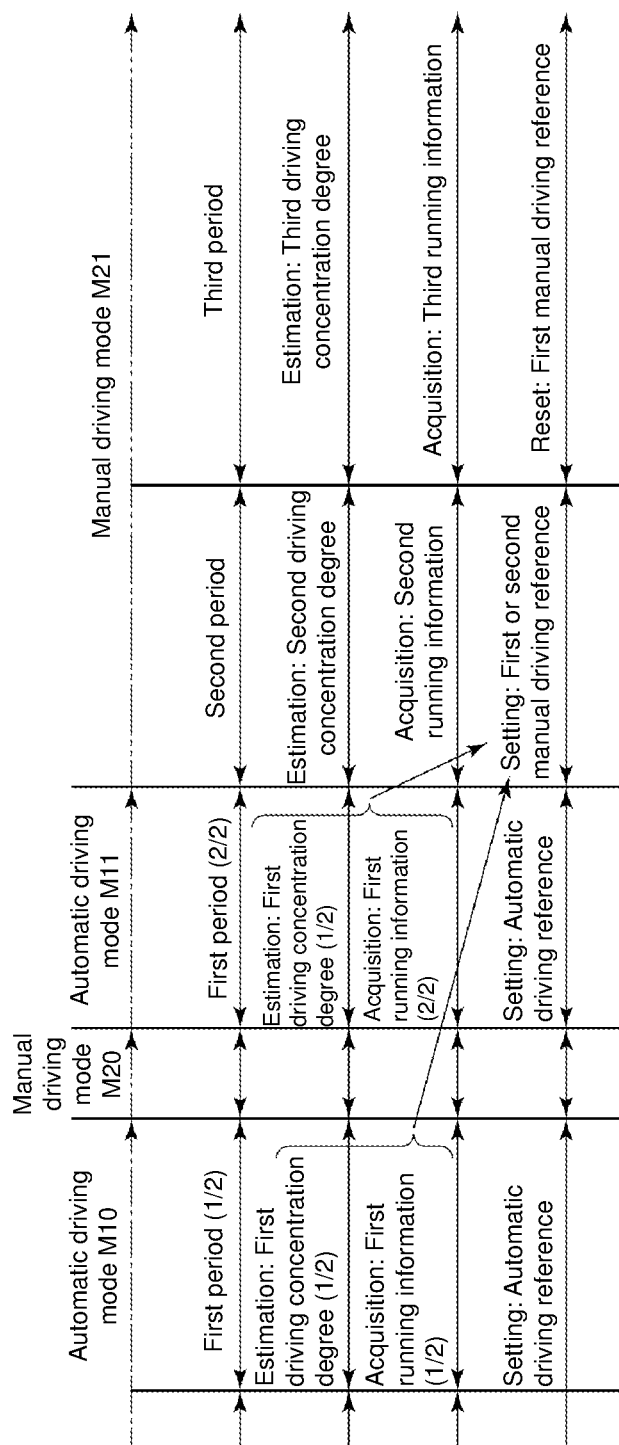 Automatic driving
mode M10
Manual
driving
mode
M20
Automatic driving
mode M11
Manual driving mode M21
First period (1/2)
First period (2/2)
Second period
Third period
Estimation: First
driving concentration
degree (1/2)
Estimation: First
driving concentration
degree (1/2)
Estimation: Second driving
concentration degree
Estimation: Third driving
concentration degree
Acquisition: First
running information
(1/2)
Acquisition: First
running information
(2/2)
Acquisition: Second
running information
Acquisition: Third running information
Setting: Automatic
driving reference
Setting: Automatic
driving reference
Setting: First or second
manual driving reference
Reset: First manual driving reference